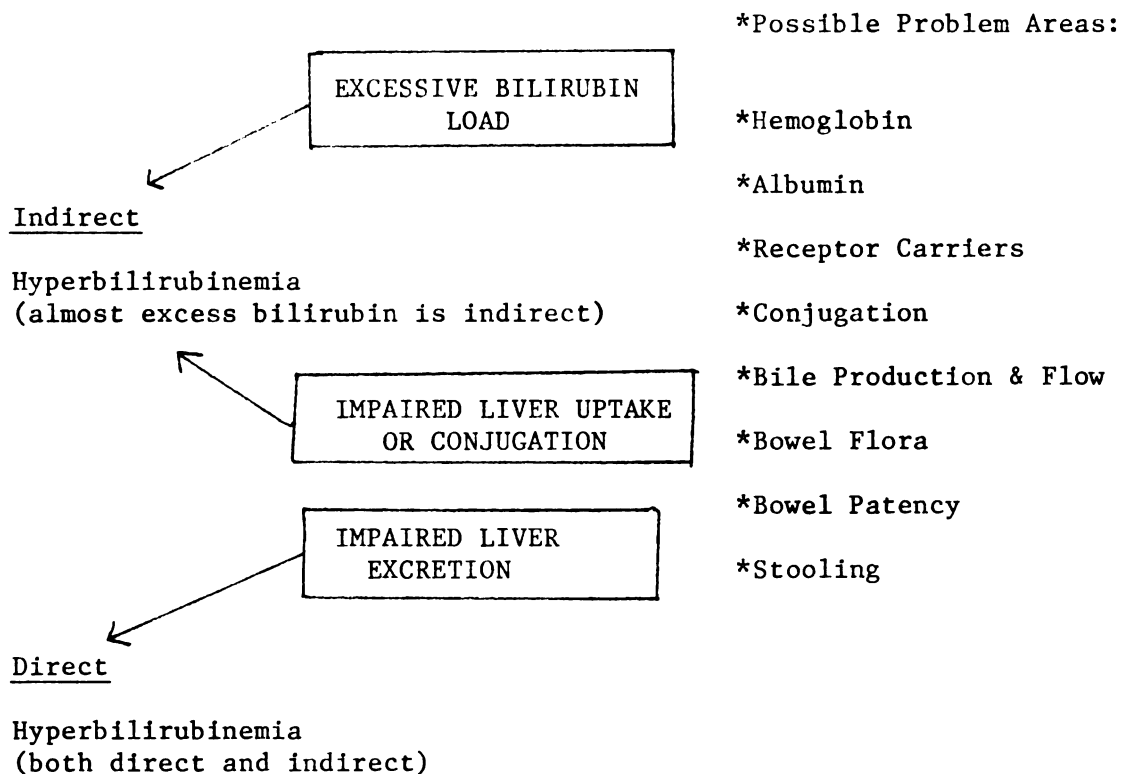 *Possible Problem Areas:
EXCESSIVE BILIRUBIN
LOAD
*Hemoglobin
*Albumin
Indirect
*Receptor Carriers
Hyperbilirubinemia
(almost excess bilirubin is indirect)
*Conjugation
*Bile Production & Flow
IMPAIRED LIVER UPTAKE
OR CONJUGATION
*Bowel Flora
*Bowel Patency
IMPAIRED LIVER
EXCRETION
*Stooling
Direct
Hyperbilirubinemia
(both direct and indirect)